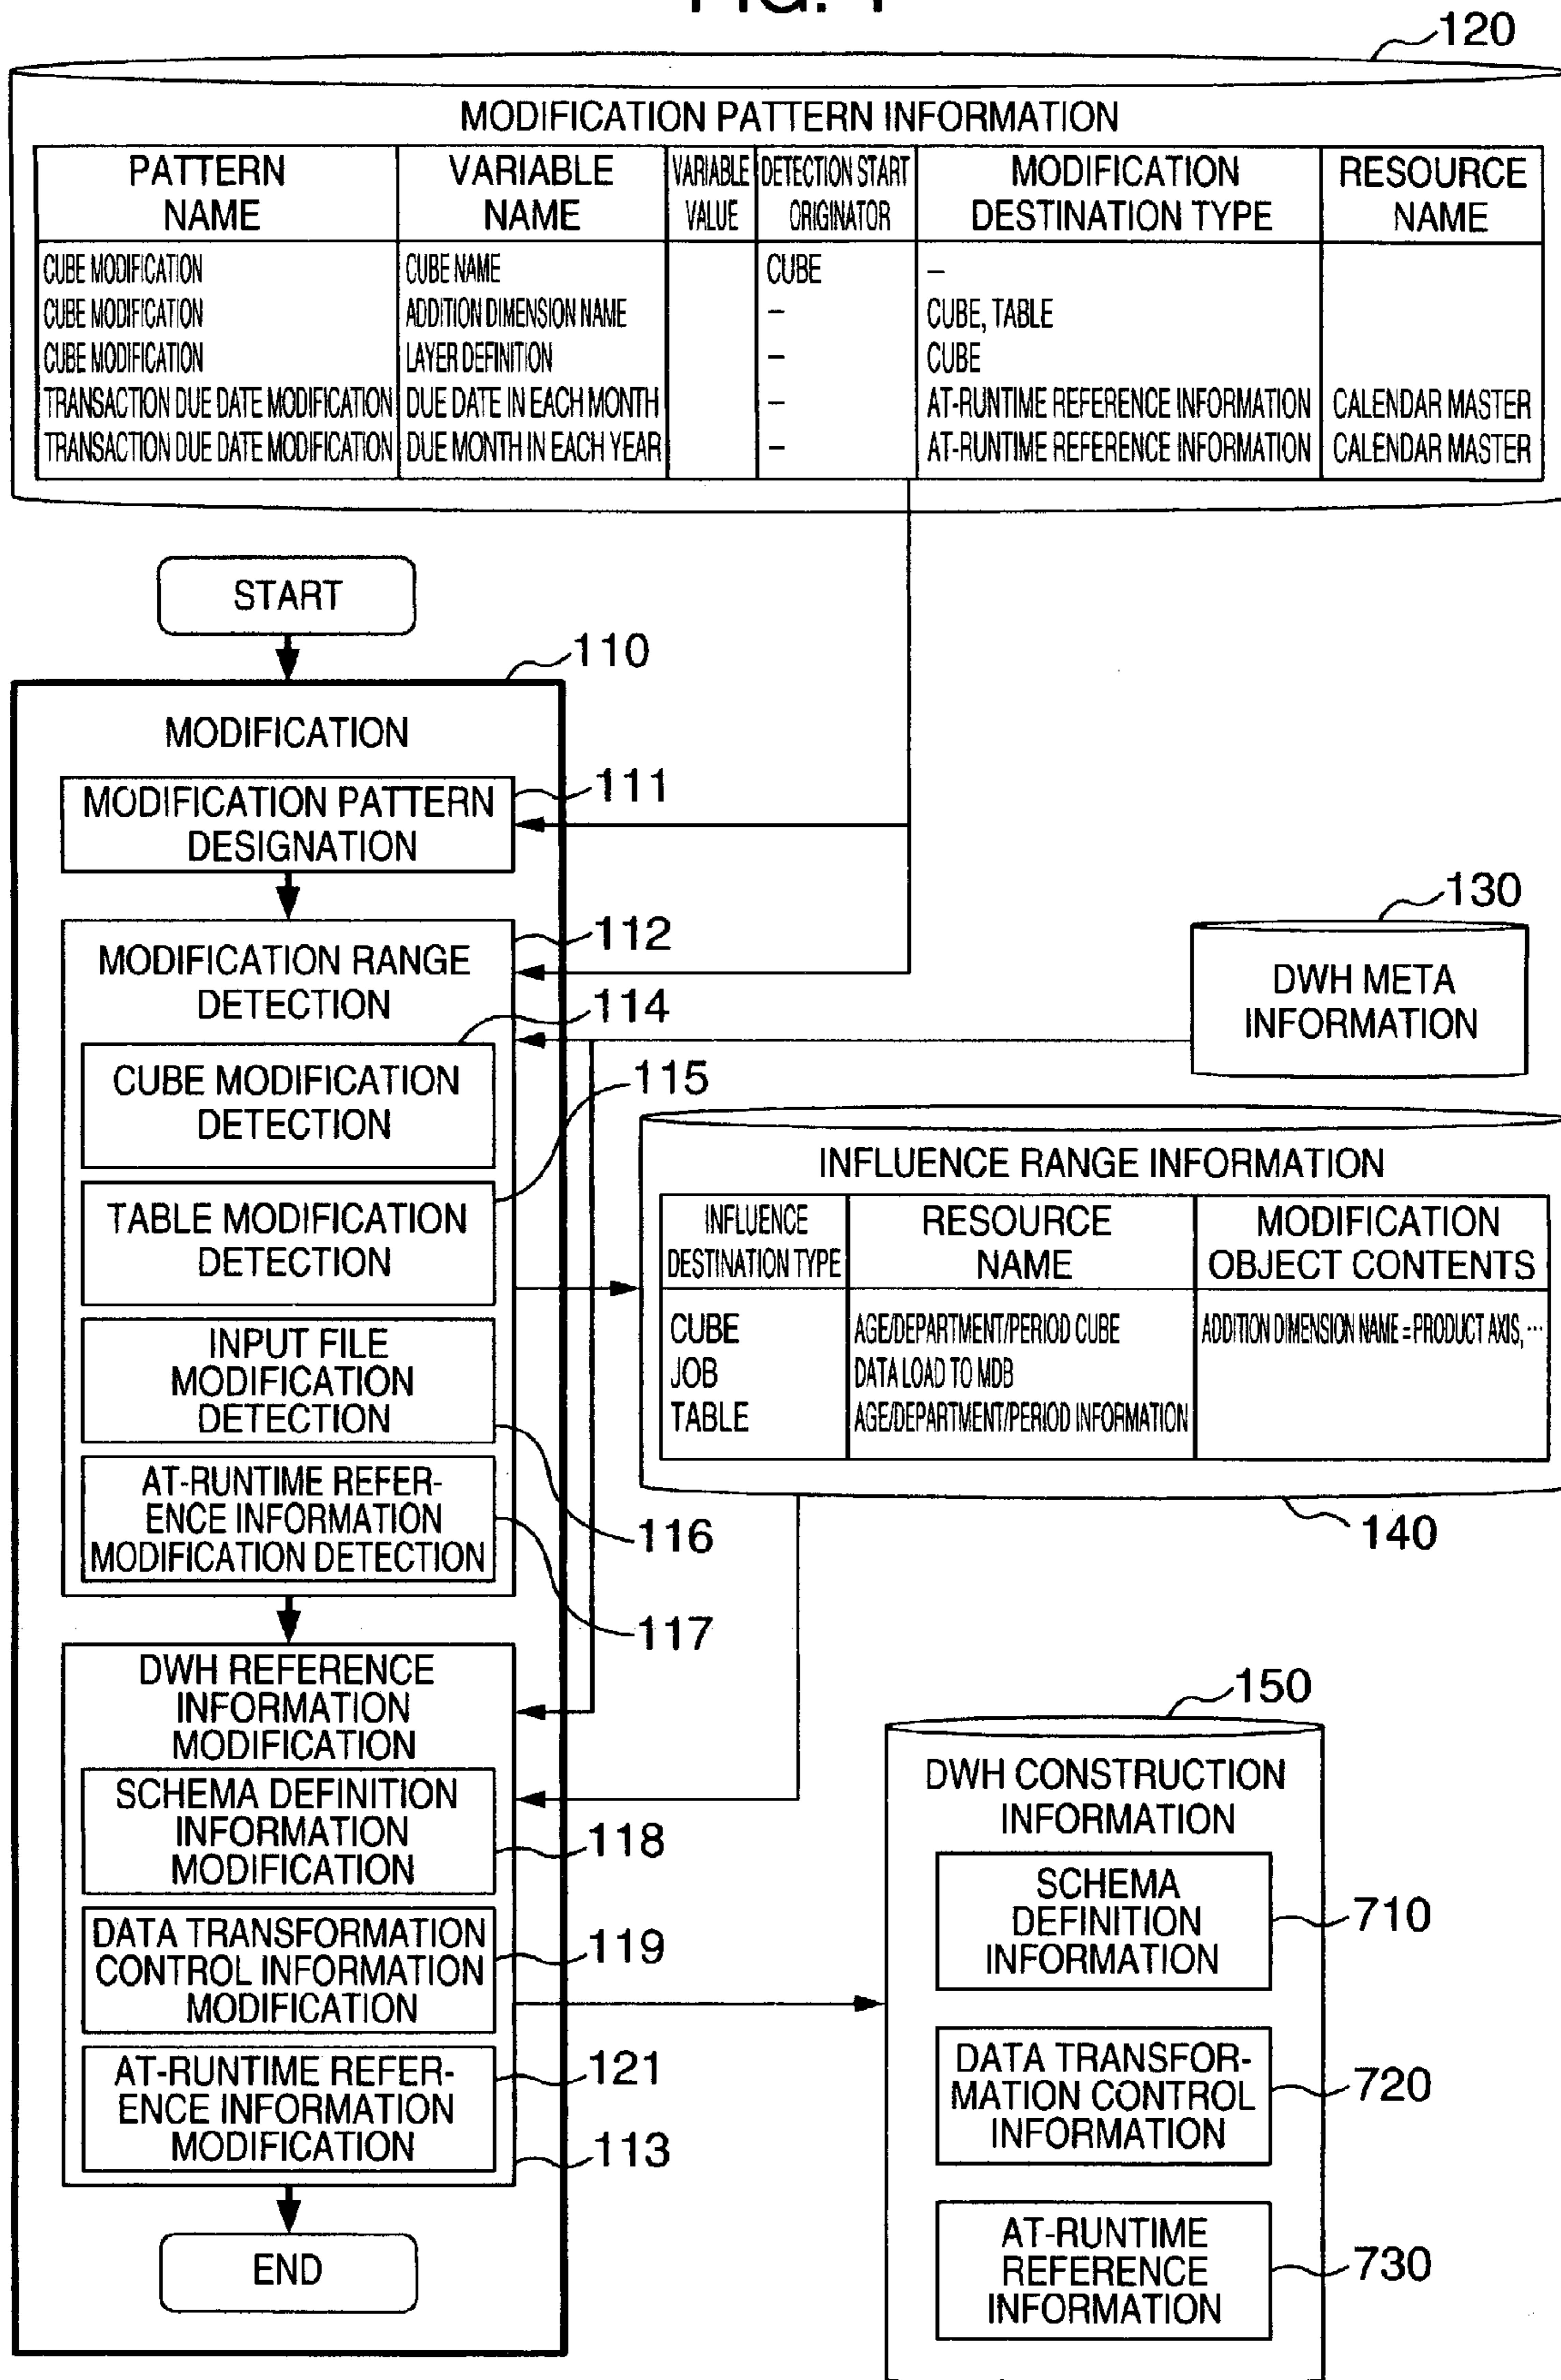 FIG. 1
120
MODIFICATION PATTERN INFORMATION
PATTERN NAME VARIABLE NAME VARIABLE VALUE DETECTION START ORIGINATOR MODIFICATION DESTINATION TYPE RESOURCE NAME
CUBE MODIFICATION CUBE NAME CUBE –
CUBE MODIFICATION ADDITION DIMENSION NAME – CUBE, TABLE
CUBE MODIFICATION LAYER DEFINITION – CUBE
TRANSACTION DUE DATE MODIFICATION DUE DATE IN EACH MONTH – AT-RUNTIME REFERENCE INFORMATION CALENDAR MASTER
TRANSACTION DUE DATE MODIFICATION DUE MONTH IN EACH YEAR – AT-RUNTIME REFERENCE INFORMATION CALENDAR MASTER
START
110
MODIFICATION
MODIFICATION PATTERN
DESIGNATION
111
MODIFICATION RANGE
DETECTION
112
114
CUBE MODIFICATION
DETECTION
115
TABLE MODIFICATION
DETECTION
INPUT FILE
MODIFICATION
DETECTION
116
AT-RUNTIME REFER-
ENCE INFORMATION
MODIFICATION DETECTION
117
130
DWH META
INFORMATION
INFLUENCE RANGE INFORMATION
INFLUENCE DESTINATION TYPE RESOURCE NAME MODIFICATION OBJECT CONTENTS
CUBE AGE/DEPARTMENT/PERIOD CUBE ADDITION DIMENSION NAME = PRODUCT AXIS, ···
JOB DATA LOAD TO MDB
TABLE AGE/DEPARTMENT/PERIOD INFORMATION
140
DWH REFERENCE
INFORMATION
MODIFICATION
SCHEMA DEFINITION
INFORMATION
MODIFICATION
118
DATA TRANSFORMATION
CONTROL INFORMATION
MODIFICATION
119
AT-RUNTIME REFER-
ENCE INFORMATION
MODIFICATION
121
113
END
150
DWH CONSTRUCTION
INFORMATION
SCHEMA
DEFINITION
INFORMATION
710
DATA TRANSFOR-
MATION CONTROL
INFORMATION
720
AT-RUNTIME
REFERENCE
INFORMATION
730